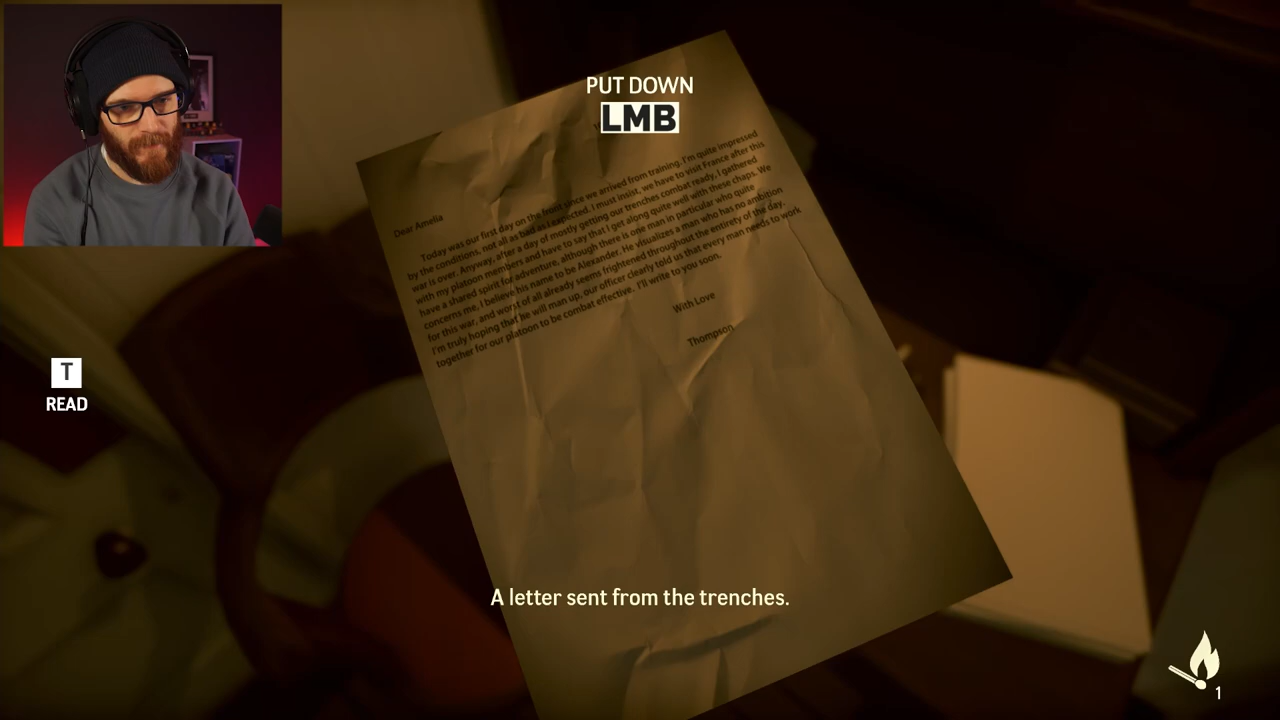 PUT DOWN
LMB
Dear Amelia
Today was our first day on the front since we arrived from training. I'm quite impressed
by the conditions, not all as bad as i expected. I must insist, we have to visit France after this
war is over. Anyway, after a day of mostly getting our trenches combat ready, I gathered
with my platoon members and have to say that I get along quite well with these chaps. We
have a shared spirit for adventure, although there is one man in particular who quite
concerns me, I believe his name to be Alexander. He visualizes a man who has no ambition
for this war, and worst of all already seems frightened throughout the entirety of the day.
I'm truly hoping that he will man up, our officer clearly told us that every man needs to work
together for our platoon to be combat effective. I'll write to you soon.
With Love
Thompson
T
READ
A letter sent from the trenches.
1